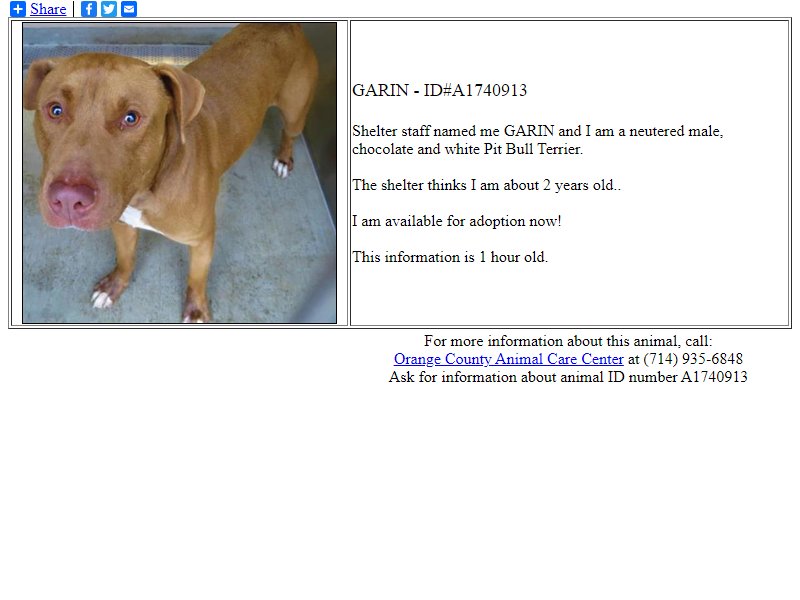 Share |
GARIN - ID#A1740913
Shelter staff named me GARIN and I am a neutered male,
chocolate and white Pit Bull Terrier.
The shelter thinks I am about 2 years old..
I am available for adoption now!
This information is 1 hour old.
For more information about this animal, call:
Orange County Animal Care Center at (714) 935-6848
Ask for information about animal ID number A1740913